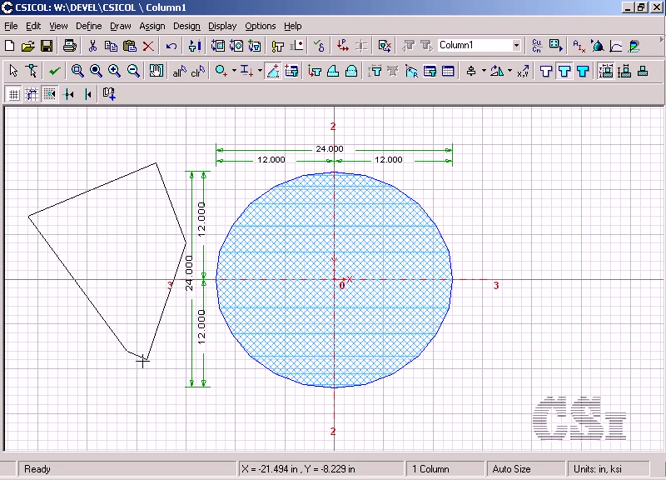 CSICOL: W:\DEVEL\CSICOL \ Column1
File Edit View Define Draw Assign Design Display Options Help
Column1
all clr
2
24.000
12.000 12.000
12.000
24.000
3 0 3
12.000
2
CSi
Ready X = -21.494 in , Y = -8.229 in 1 Column Auto Size Units: in, ksi